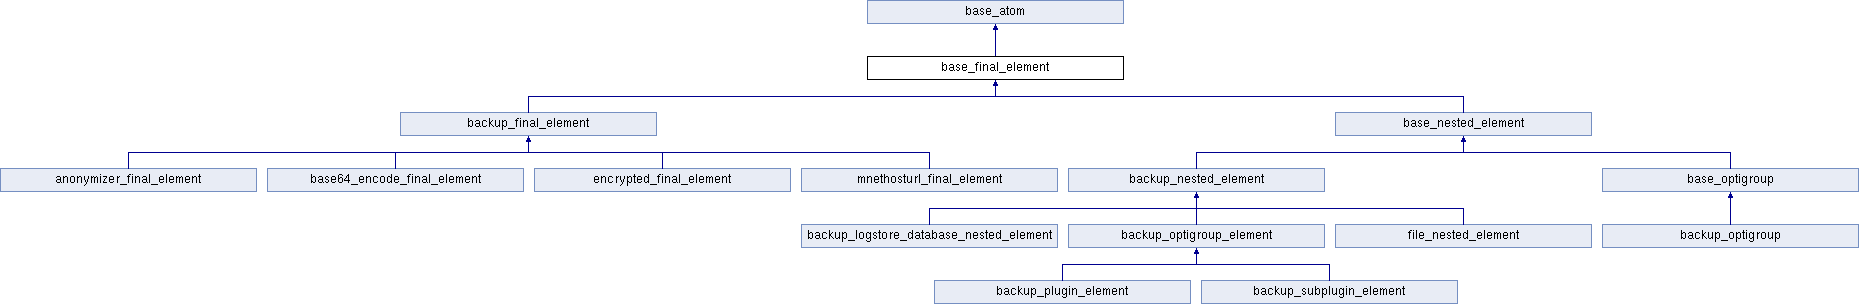 base_atom
base_final_element
backup_final_element
base_nested_element
anonymizer_final_element
base64_encode_final_element
encrypted_final_element
mnethosturl_final_element
backup_nested_element
base_optigroup
backup_logstore_database_nested_element
backup_optigroup_element
file_nested_element
backup_optigroup
backup_plugin_element
backup_subplugin_element